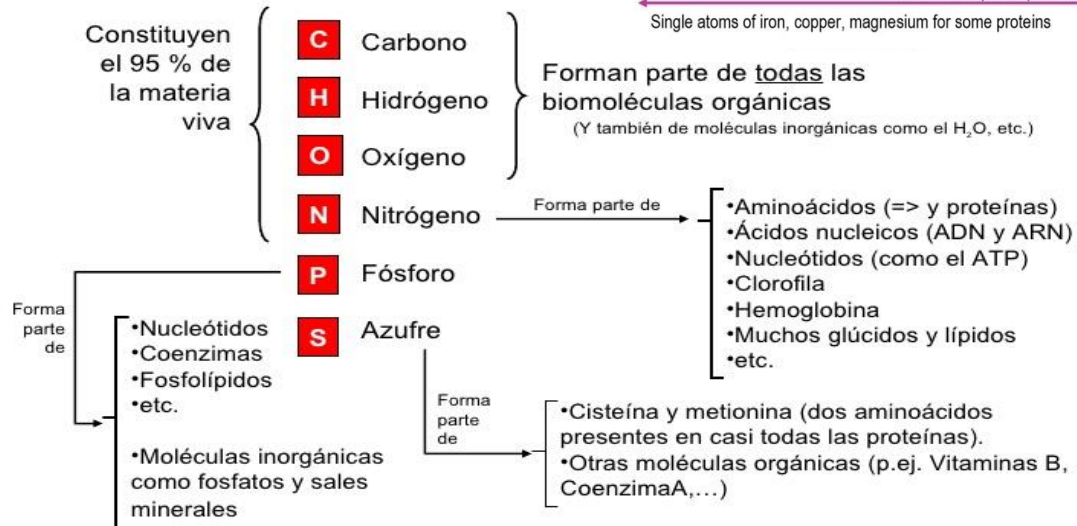 Single atoms of iron, copper, magnesium for some proteins
Constituyen
el 95 % de
la materia
viva
C Carbono
H Hidrógeno
O Oxígeno
N Nitrógeno
P Fósforo
S Azufre
Forman parte de todas las
biomoléculas orgánicas
(Y también de moléculas inorgánicas como el H₂O, etc.)
Forma parte de
•Aminoácidos (=> y proteínas)
•Ácidos nucleicos (ADN y ARN)
•Nucleótidos (como el ATP)
•Clorofila
•Hemoglobina
•Muchos glúcidos y lípidos
•etc.
Forma
parte
de
•Nucleótidos
•Coenzimas
•Fosfolípidos
•etc.
•Moléculas inorgánicas
como fosfatos y sales
minerales
Forma
parte
de
•Cisteína y metionina (dos aminoácidos
presentes en casi todas las proteínas).
•Otras moléculas orgánicas (p.ej. Vitaminas B,
CoenzimaA,…)